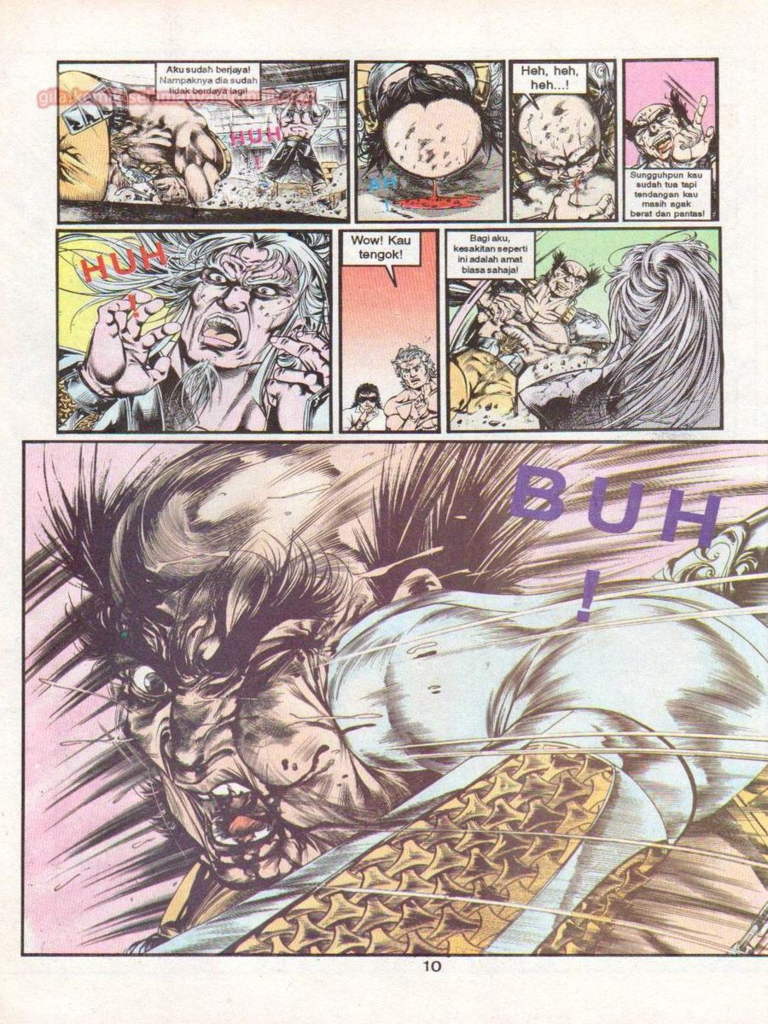 Aku sudah berjaya!
Nampaknya dia sudah
tidak berdaya lagi!
HUH
!
BH
!
Heh, heh,
heh...!
Sungguhpun kau
sudah tua tapi
tendangan kau
masih agak
berat dan pantas!
HUH
!
Wow! Kau
tengok!
Bagi aku,
kesakitan seperti
ini adalah amat
biasa sahaja!
BUH
!
10